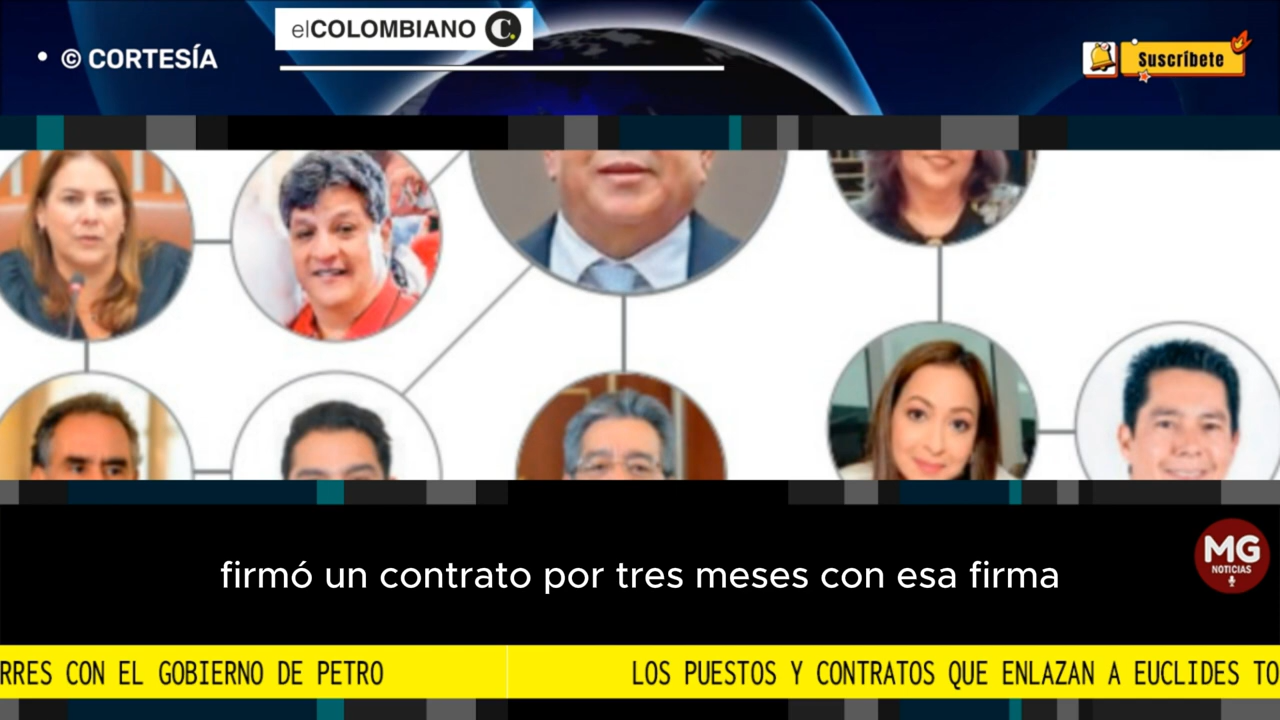 elCOLOMBIANO C.
• © CORTESÍA
Suscríbete
firmó un contrato por tres meses con esa firma
MG
NOTICIAS
RRES CON EL GOBIERNO DE PETRO
LOS PUESTOS Y CONTRATOS QUE ENLAZAN A EUCLIDES TO